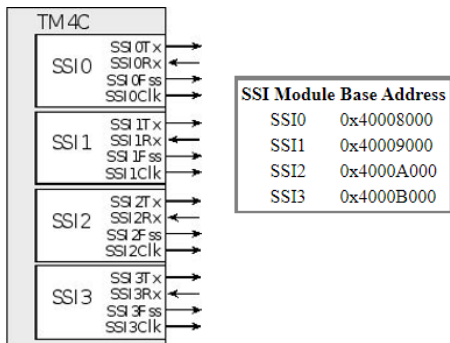 TM4C
SSI0
SSI0Tx
SSI0Rx
SSI0Fss
SSI0Clk
SSI1
SSI1Tx
SSI1Rx
SSI1Fss
SSI1Clk
SSI2
SSI2Tx
SSI2Rx
SSI2Fss
SSI2Clk
SSI3
SSI3Tx
SSI3Rx
SSI3Fss
SSI3Clk
SSI Module Base Address
SSI0 0x40008000
SSI1 0x40009000
SSI2 0x4000A000
SSI3 0x4000B000